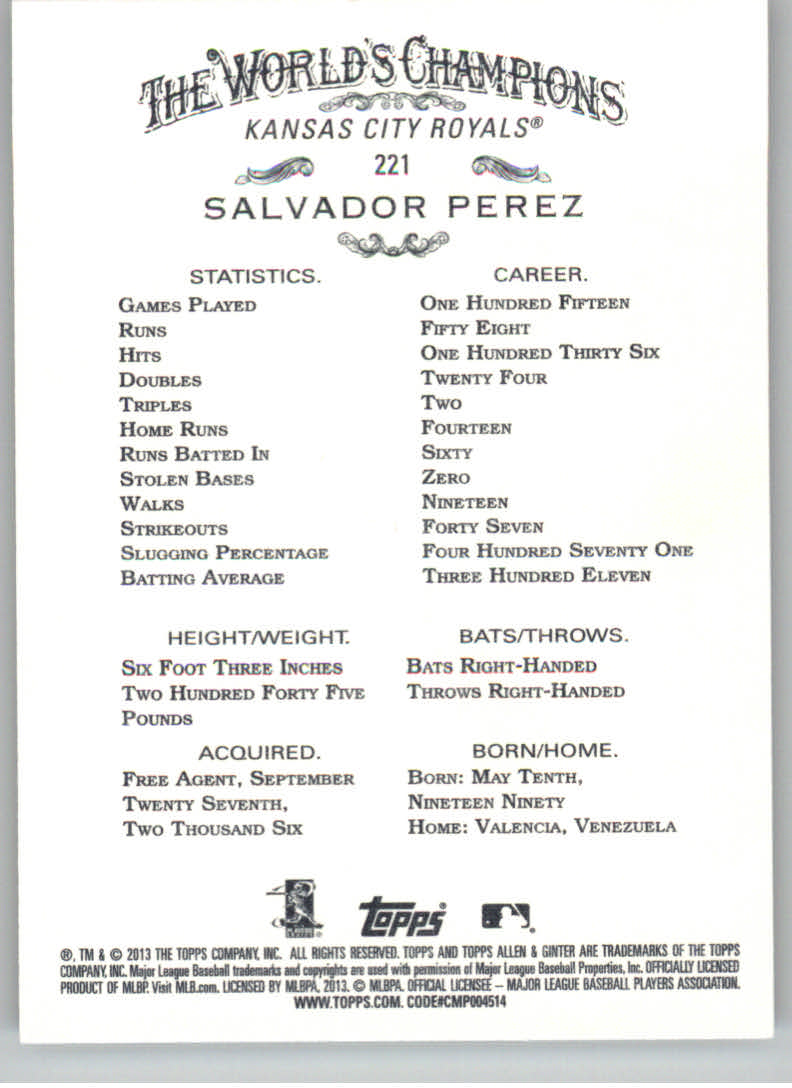 THE WORLD'S CHAMPIONS
KANSAS CITY ROYALS®
221
SALVADOR PEREZ
STATISTICS. CAREER.
GAMES PLAYED ONE HUNDRED FIFTEEN
RUNS FIFTY EIGHT
HITS ONE HUNDRED THIRTY SIX
DOUBLES TWENTY FOUR
TRIPLES TWO
HOME RUNS FOURTEEN
RUNS BATTED IN SIXTY
STOLEN BASES ZERO
WALKS NINETEEN
STRIKEOUTS FORTY SEVEN
SLUGGING PERCENTAGE FOUR HUNDRED SEVENTY ONE
BATTING AVERAGE THREE HUNDRED ELEVEN
HEIGHT/WEIGHT.
SIX FOOT THREE INCHES
TWO HUNDRED FORTY FIVE
POUNDS
BATS/THROWS.
BATS RIGHT-HANDED
THROWS RIGHT-HANDED
ACQUIRED.
FREE AGENT, SEPTEMBER
TWENTY SEVENTH,
TWO THOUSAND SIX
BORN/HOME.
BORN: MAY TENTH,
NINETEEN NINETY
HOME: VALENCIA, VENEZUELA
Topps®
®, TM & © 2013 THE TOPPS COMPANY, INC. ALL RIGHTS RESERVED. TOPPS AND TOPPS ALLEN & GINTER ARE TRADEMARKS OF THE TOPPS
COMPANY, INC. Major League Baseball trademarks and copyrights are used with permission of Major League Baseball Properties, Inc. OFFICIALLY LICENSED
PRODUCT OF MLBP. Visit MLB.com. LICENSED BY MLBPA, 2013. © MLBPA. OFFICIAL LICENSEE – MAJOR LEAGUE BASEBALL PLAYERS ASSOCIATION.
WWW.TOPPS.COM. CODE#CMP004514